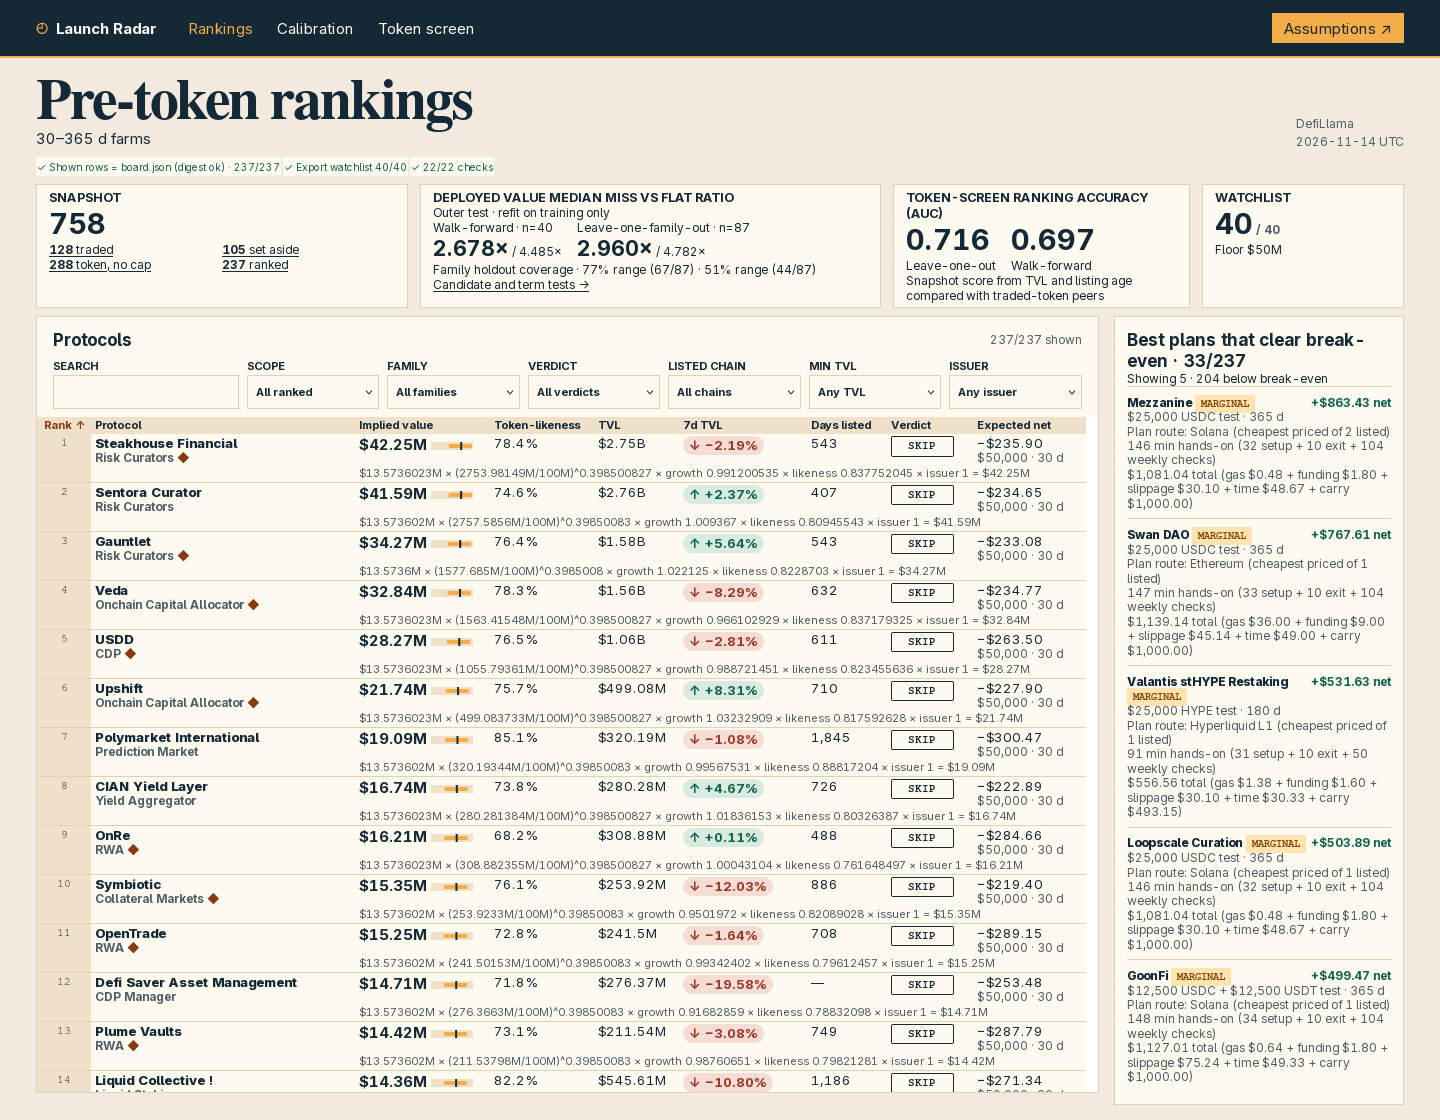 Launch Radar
Rankings
Calibration
Token screen
Assumptions ↗
Pre-token rankings
30–365 d farms
DefiLlama
2026-11-14 UTC
✓ Shown rows = board.json (digest ok) · 237/237
✓ Export watchlist 40/40
✓ 22/22 checks
SNAPSHOT
758
128 traded
105 set aside
288 token, no cap
237 ranked
DEPLOYED VALUE MEDIAN MISS VS FLAT RATIO
Outer test · refit on training only
Walk-forward · n=40
Leave-one-family-out · n=87
2.678× / 4.485×
2.960× / 4.782×
Family holdout coverage · 77% range (67/87) · 51% range (44/87)
Candidate and term tests →
TOKEN-SCREEN RANKING ACCURACY
(AUC)
0.716 0.697
Leave-one-out Walk-forward
Snapshot score from TVL and listing age
compared with traded-token peers
WATCHLIST
40 / 40
Floor $50M
Protocols
237/237 shown
SEARCH SCOPE FAMILY VERDICT LISTED CHAIN MIN TVL ISSUER
All ranked All families All verdicts All chains Any TVL Any issuer
Rank ↑ Protocol Implied value Token-likeness TVL 7d TVL Days listed Verdict Expected net
1 Steakhouse Financial $42.25M 78.4% $2.75B ↓ −2.19% 543 SKIP −$235.90
Risk Curators ◆ $50,000 · 30 d
$13.5736023M × (2753.98149M/100M)^0.398500827 × growth 0.991200535 × likeness 0.837752045 × issuer 1 = $42.25M
2 Sentora Curator $41.59M 74.6% $2.76B ↑ +2.37% 407 SKIP −$234.65
Risk Curators $50,000 · 30 d
$13.573602M × (2757.5856M/100M)^0.39850083 × growth 1.009367 × likeness 0.80945543 × issuer 1 = $41.59M
3 Gauntlet $34.27M 76.4% $1.58B ↑ +5.64% 543 SKIP −$233.08
Risk Curators ◆ $50,000 · 30 d
$13.5736M × (1577.685M/100M)^0.3985008 × growth 1.022125 × likeness 0.8228703 × issuer 1 = $34.27M
4 Veda $32.84M 78.3% $1.56B ↓ −8.29% 632 SKIP −$234.77
Onchain Capital Allocator ◆ $50,000 · 30 d
$13.5736023M × (1563.41548M/100M)^0.398500827 × growth 0.966102929 × likeness 0.837179325 × issuer 1 = $32.84M
5 USDD $28.27M 76.5% $1.06B ↓ −2.81% 611 SKIP −$263.50
CDP ◆ $50,000 · 30 d
$13.5736023M × (1055.79361M/100M)^0.398500827 × growth 0.988721451 × likeness 0.823455636 × issuer 1 = $28.27M
6 Upshift $21.74M 75.7% $499.08M ↑ +8.31% 710 SKIP −$227.90
Onchain Capital Allocator ◆ $50,000 · 30 d
$13.5736023M × (499.083733M/100M)^0.398500827 × growth 1.03232909 × likeness 0.817592628 × issuer 1 = $21.74M
7 Polymarket International $19.09M 85.1% $320.19M ↓ −1.08% 1,845 SKIP −$300.47
Prediction Market $50,000 · 30 d
$13.573602M × (320.19344M/100M)^0.39850083 × growth 0.99567531 × likeness 0.88817204 × issuer 1 = $19.09M
8 CIAN Yield Layer $16.74M 73.8% $280.28M ↑ +4.67% 726 SKIP −$222.89
Yield Aggregator $50,000 · 30 d
$13.573602M × (280.281384M/100M)^0.39850083 × growth 1.01836153 × likeness 0.80326387 × issuer 1 = $16.74M
9 OnRe $16.21M 68.2% $308.88M ↑ +0.11% 488 SKIP −$284.66
RWA ◆ $50,000 · 30 d
$13.5736023M × (308.882355M/100M)^0.39850083 × growth 1.00043104 × likeness 0.761648497 × issuer 1 = $16.21M
10 Symbiotic $15.35M 76.1% $253.92M ↓ −12.03% 886 SKIP −$219.40
Collateral Markets ◆ $50,000 · 30 d
$13.573602M × (253.9233M/100M)^0.39850083 × growth 0.9501972 × likeness 0.82089028 × issuer 1 = $15.35M
11 OpenTrade $15.25M 72.8% $241.5M ↓ −1.64% 708 SKIP −$289.15
RWA ◆ $50,000 · 30 d
$13.573602M × (241.50153M/100M)^0.39850083 × growth 0.99342402 × likeness 0.79612457 × issuer 1 = $15.25M
12 Defi Saver Asset Management $14.71M 71.8% $276.37M ↓ −19.58% — SKIP −$253.48
CDP Manager $50,000 · 30 d
$13.573602M × (276.3663M/100M)^0.39850083 × growth 0.91682859 × likeness 0.78832098 × issuer 1 = $14.71M
13 Plume Vaults $14.42M 73.1% $211.54M ↓ −3.08% 749 SKIP −$287.79
RWA ◆ $50,000 · 30 d
$13.573602M × (211.53798M/100M)^0.39850083 × growth 0.98760651 × likeness 0.79821281 × issuer 1 = $14.42M
14 Liquid Collective ! $14.36M 82.2% $545.61M ↓ −10.80% 1,186 SKIP −$271.34
Best plans that clear break-
even · 33/237
Showing 5 · 204 below break-even
Mezzanine MARGINAL +$863.43 net
$25,000 USDC test · 365 d
Plan route: Solana (cheapest priced of 2 listed)
146 min hands-on (32 setup + 10 exit + 104
weekly checks)
$1,081.04 total (gas $0.48 + funding $1.80 +
slippage $30.10 + time $48.67 + carry
$1,000.00)
Swan DAO MARGINAL +$767.61 net
$25,000 USDC test · 365 d
Plan route: Ethereum (cheapest priced of 1
listed)
147 min hands-on (33 setup + 10 exit + 104
weekly checks)
$1,139.14 total (gas $36.00 + funding $9.00
+ slippage $45.14 + time $49.00 + carry
$1,000.00)
Valantis stHYPE Restaking +$531.63 net
MARGINAL
$25,000 HYPE test · 180 d
Plan route: Hyperliquid L1 (cheapest priced of
1 listed)
91 min hands-on (31 setup + 10 exit + 50
weekly checks)
$556.56 total (gas $1.38 + funding $1.60 +
slippage $30.10 + time $30.33 + carry
$493.15)
Loopscale Curation MARGINAL +$503.89 net
$25,000 USDC test · 365 d
Plan route: Solana (cheapest priced of 1 listed)
146 min hands-on (32 setup + 10 exit + 104
weekly checks)
$1,081.04 total (gas $0.48 + funding $1.80 +
slippage $30.10 + time $48.67 + carry
$1,000.00)
GoonFi MARGINAL +$499.47 net
$12,500 USDC + $12,500 USDT test · 365 d
Plan route: Solana (cheapest priced of 1 listed)
148 min hands-on (34 setup + 10 exit + 104
weekly checks)
$1,127.01 total (gas $0.64 + funding $1.80 +
slippage $75.24 + time $49.33 + carry
$1,000.00)